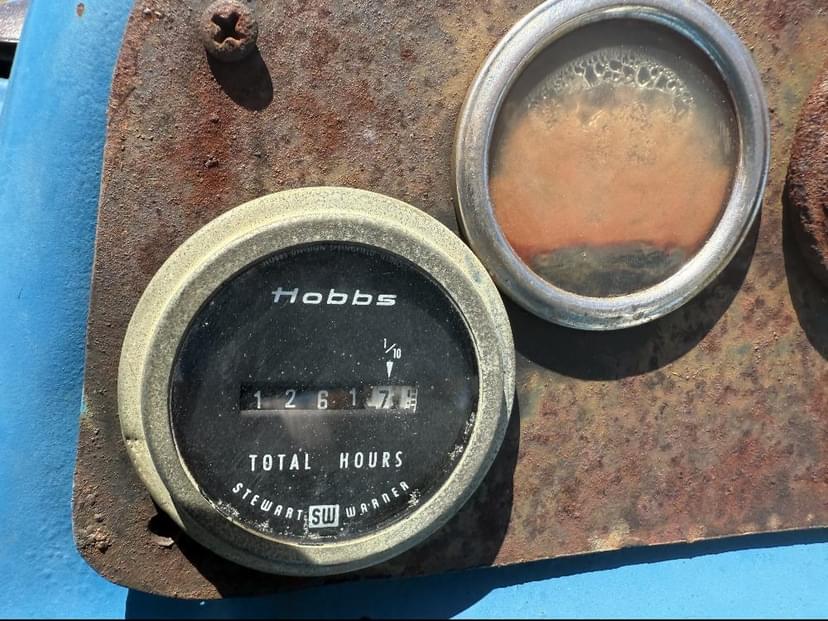 Hobbs
1/10
1 2 6 1 7
TOTAL HOURS
STEWART SW WARNER